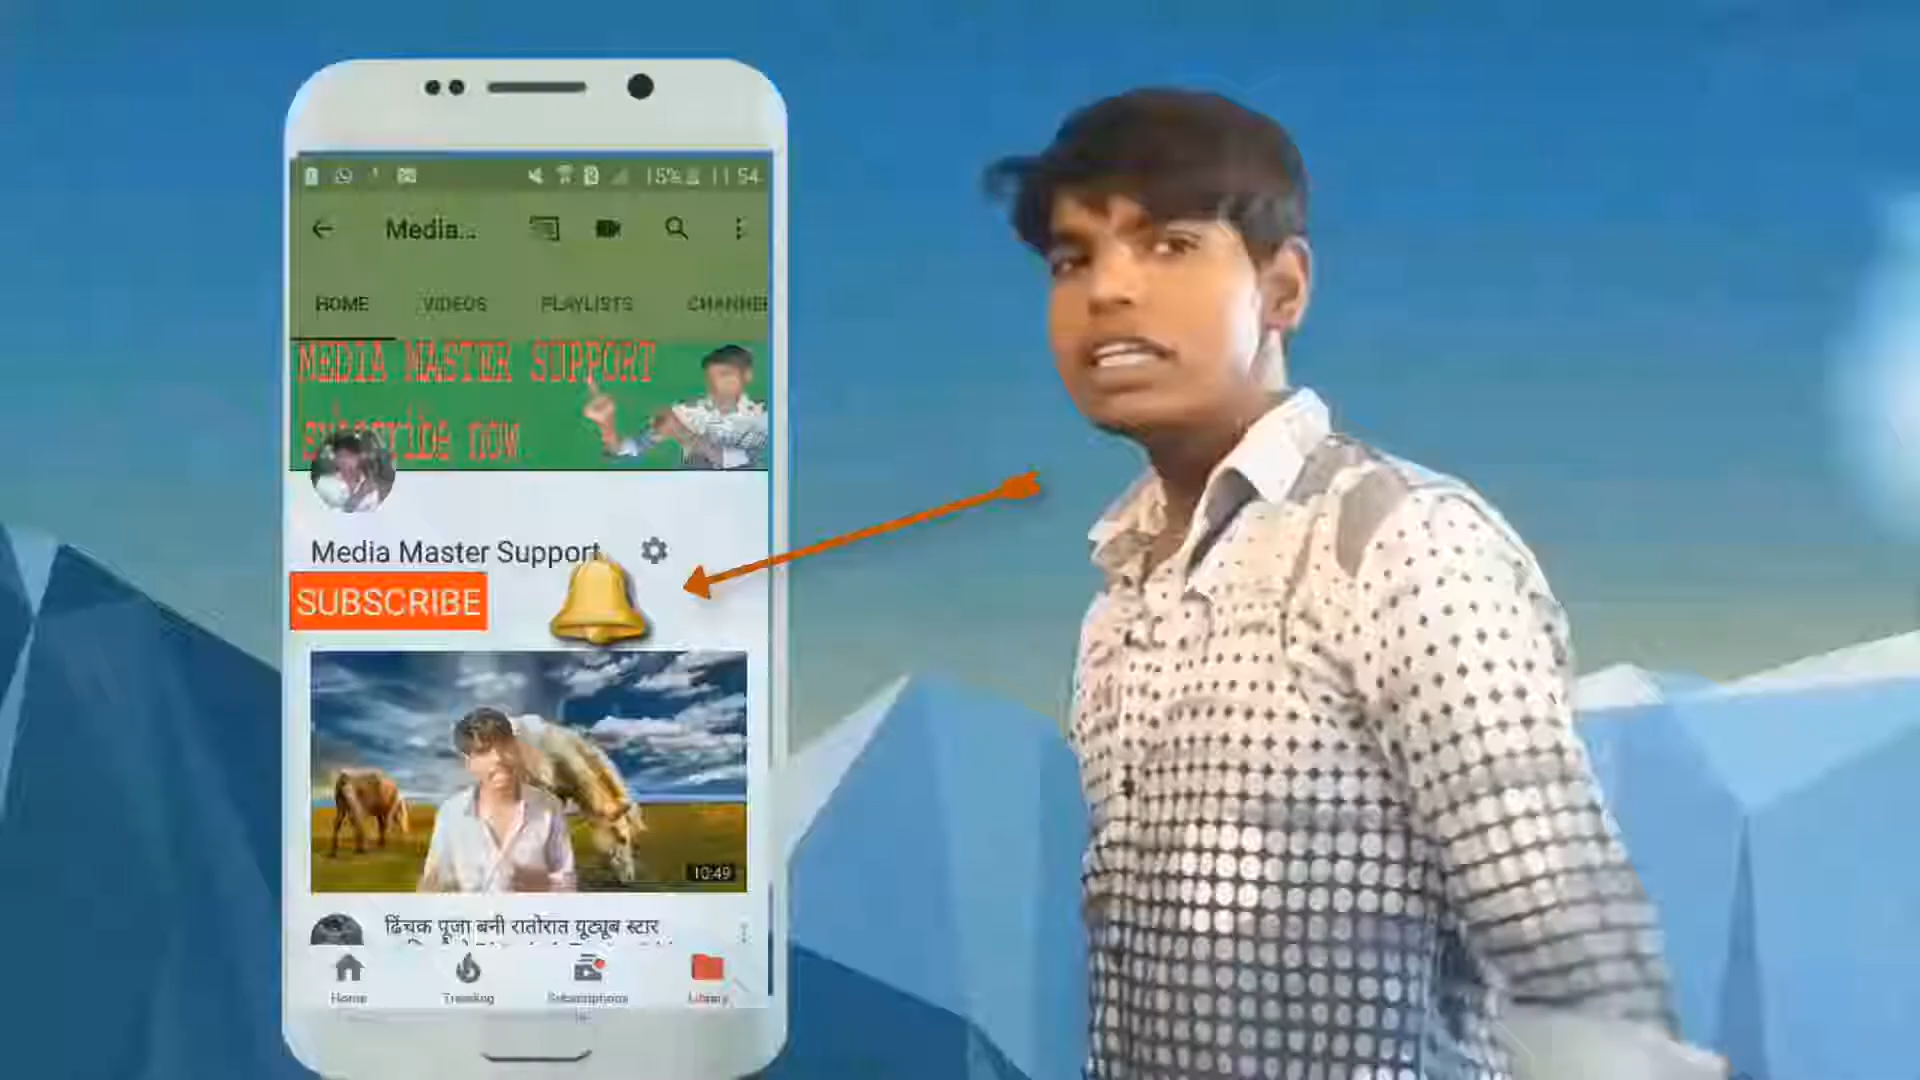 15% 11:54
Media...
HOME VIDEOS PLAYLISTS CHANNE
MEDIA MASTER SUPPORT
subscribe now
Media Master Support
SUBSCRIBE
10:49
ढिंचक पूजा बनी रातोरात यूट्यूब स्टार
Home Trending Subscriptions Library